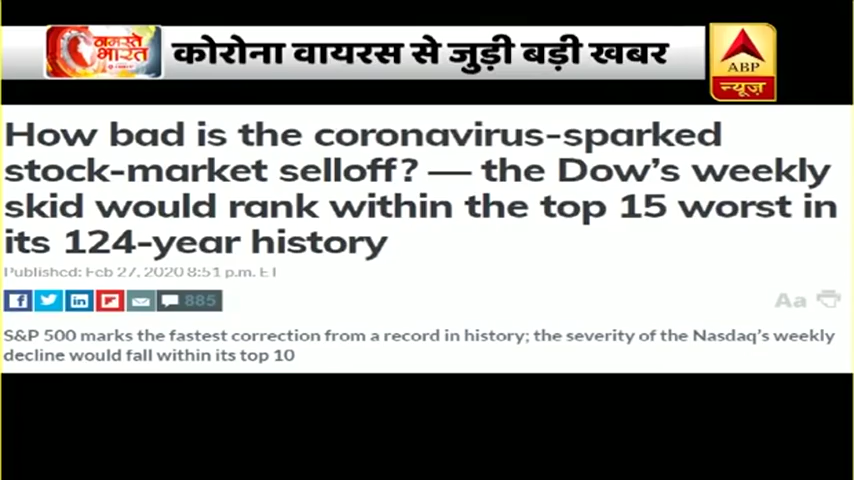 नमस्ते
भारत
कोरोना वायरस से जुड़ी बड़ी खबर
ABP
न्यूज़
How bad is the coronavirus-sparked
stock-market selloff? — the Dow’s weekly
skid would rank within the top 15 worst in
its 124-year history
Published: Feb 27, 2020 8:51 p.m. ET
885
Aa
S&P 500 marks the fastest correction from a record in history; the severity of the Nasdaq’s weekly
decline would fall within its top 10